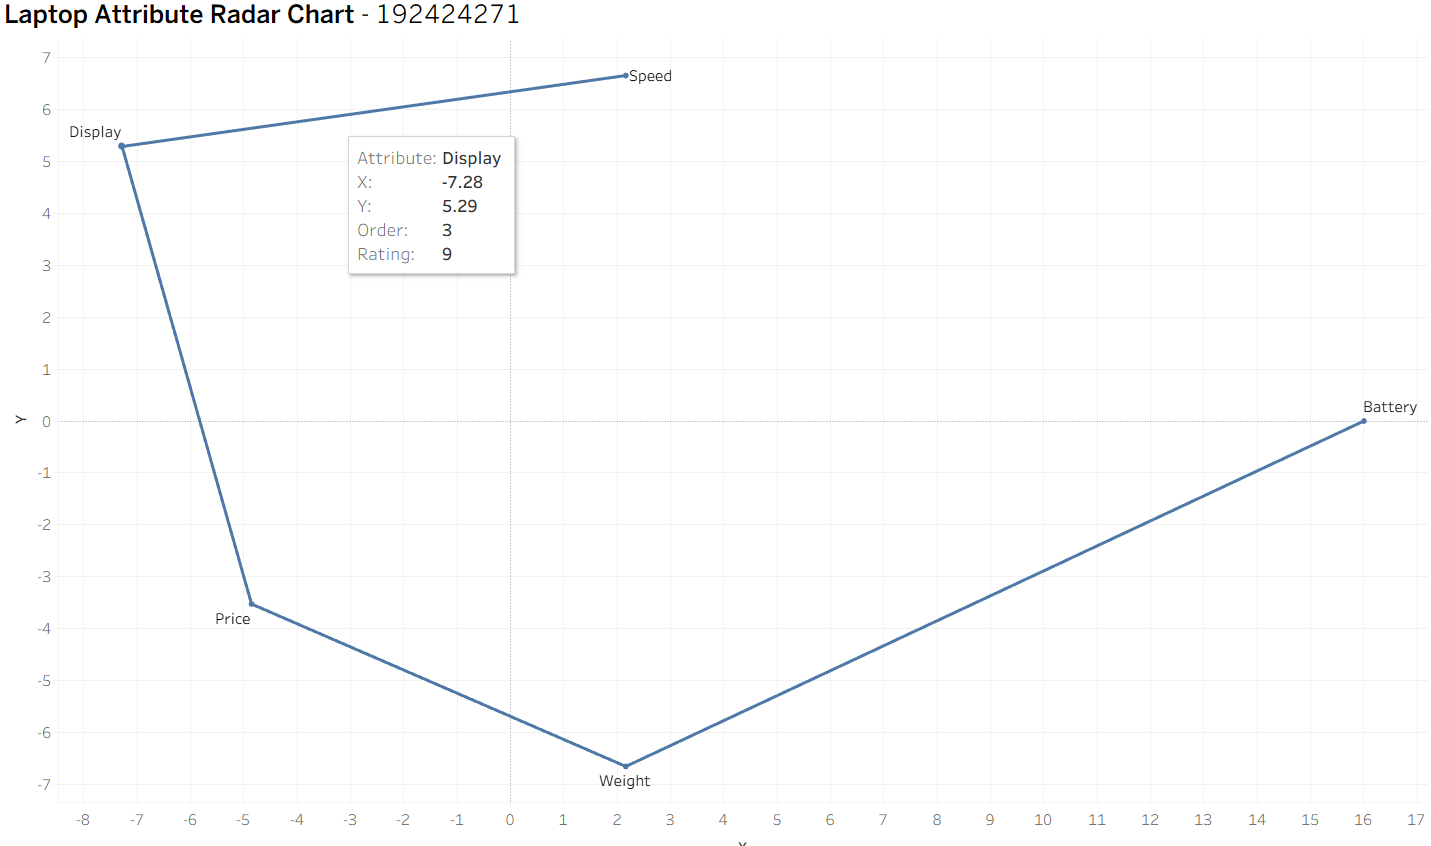 Laptop Attribute Radar Chart - 192424271
7
Speed
6
Display
5
Attribute: Display
X: -7.28
Y: 5.29
Order: 3
Rating: 9
4
3
2
1
Battery
Y
0
-1
-2
-3
Price
-4
-5
-6
Weight
-7
-8 -7 -6 -5 -4 -3 -2 -1 0 1 2 3 4 5 6 7 8 9 10 11 12 13 14 15 16 17